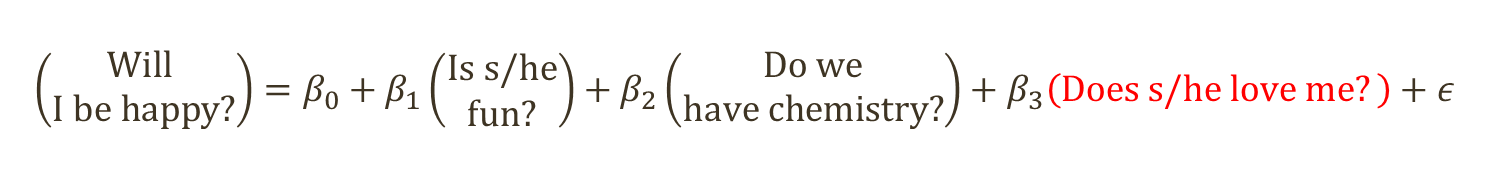 (Will I be happy?) = β₀ + β₁ (Is s/he fun?) + β₂ (Do we have chemistry?) + β₃(Does s/he love me?) + ϵ